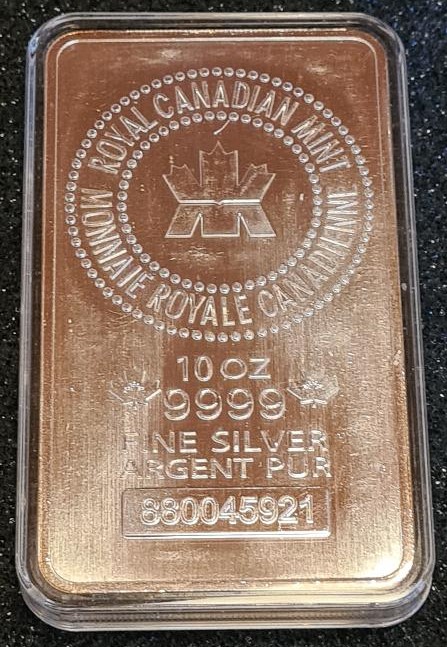 ROYAL CANADIAN MINT
MONNAIE ROYALE CANADIENNE
10 OZ
9999
FINE SILVER
ARGENT PUR
880045921